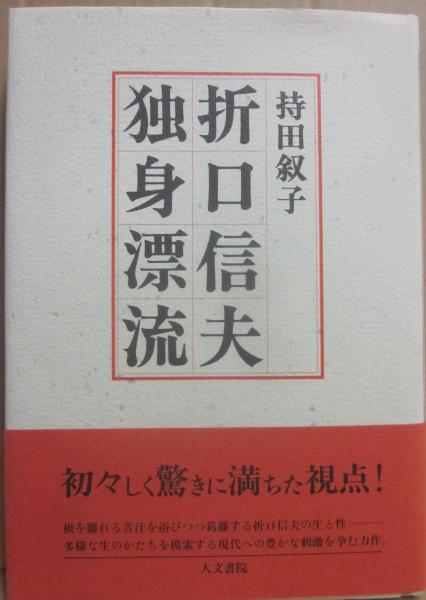 持田叙子
折口信夫
独身漂流
初々しく驚きに満ちた視点!
根を離れる苦汁を浴びつつ葛藤する折口信夫の生と性――
多様な生のかたちを模索する現代への豊かな刺激を孕む力作。
人文書院